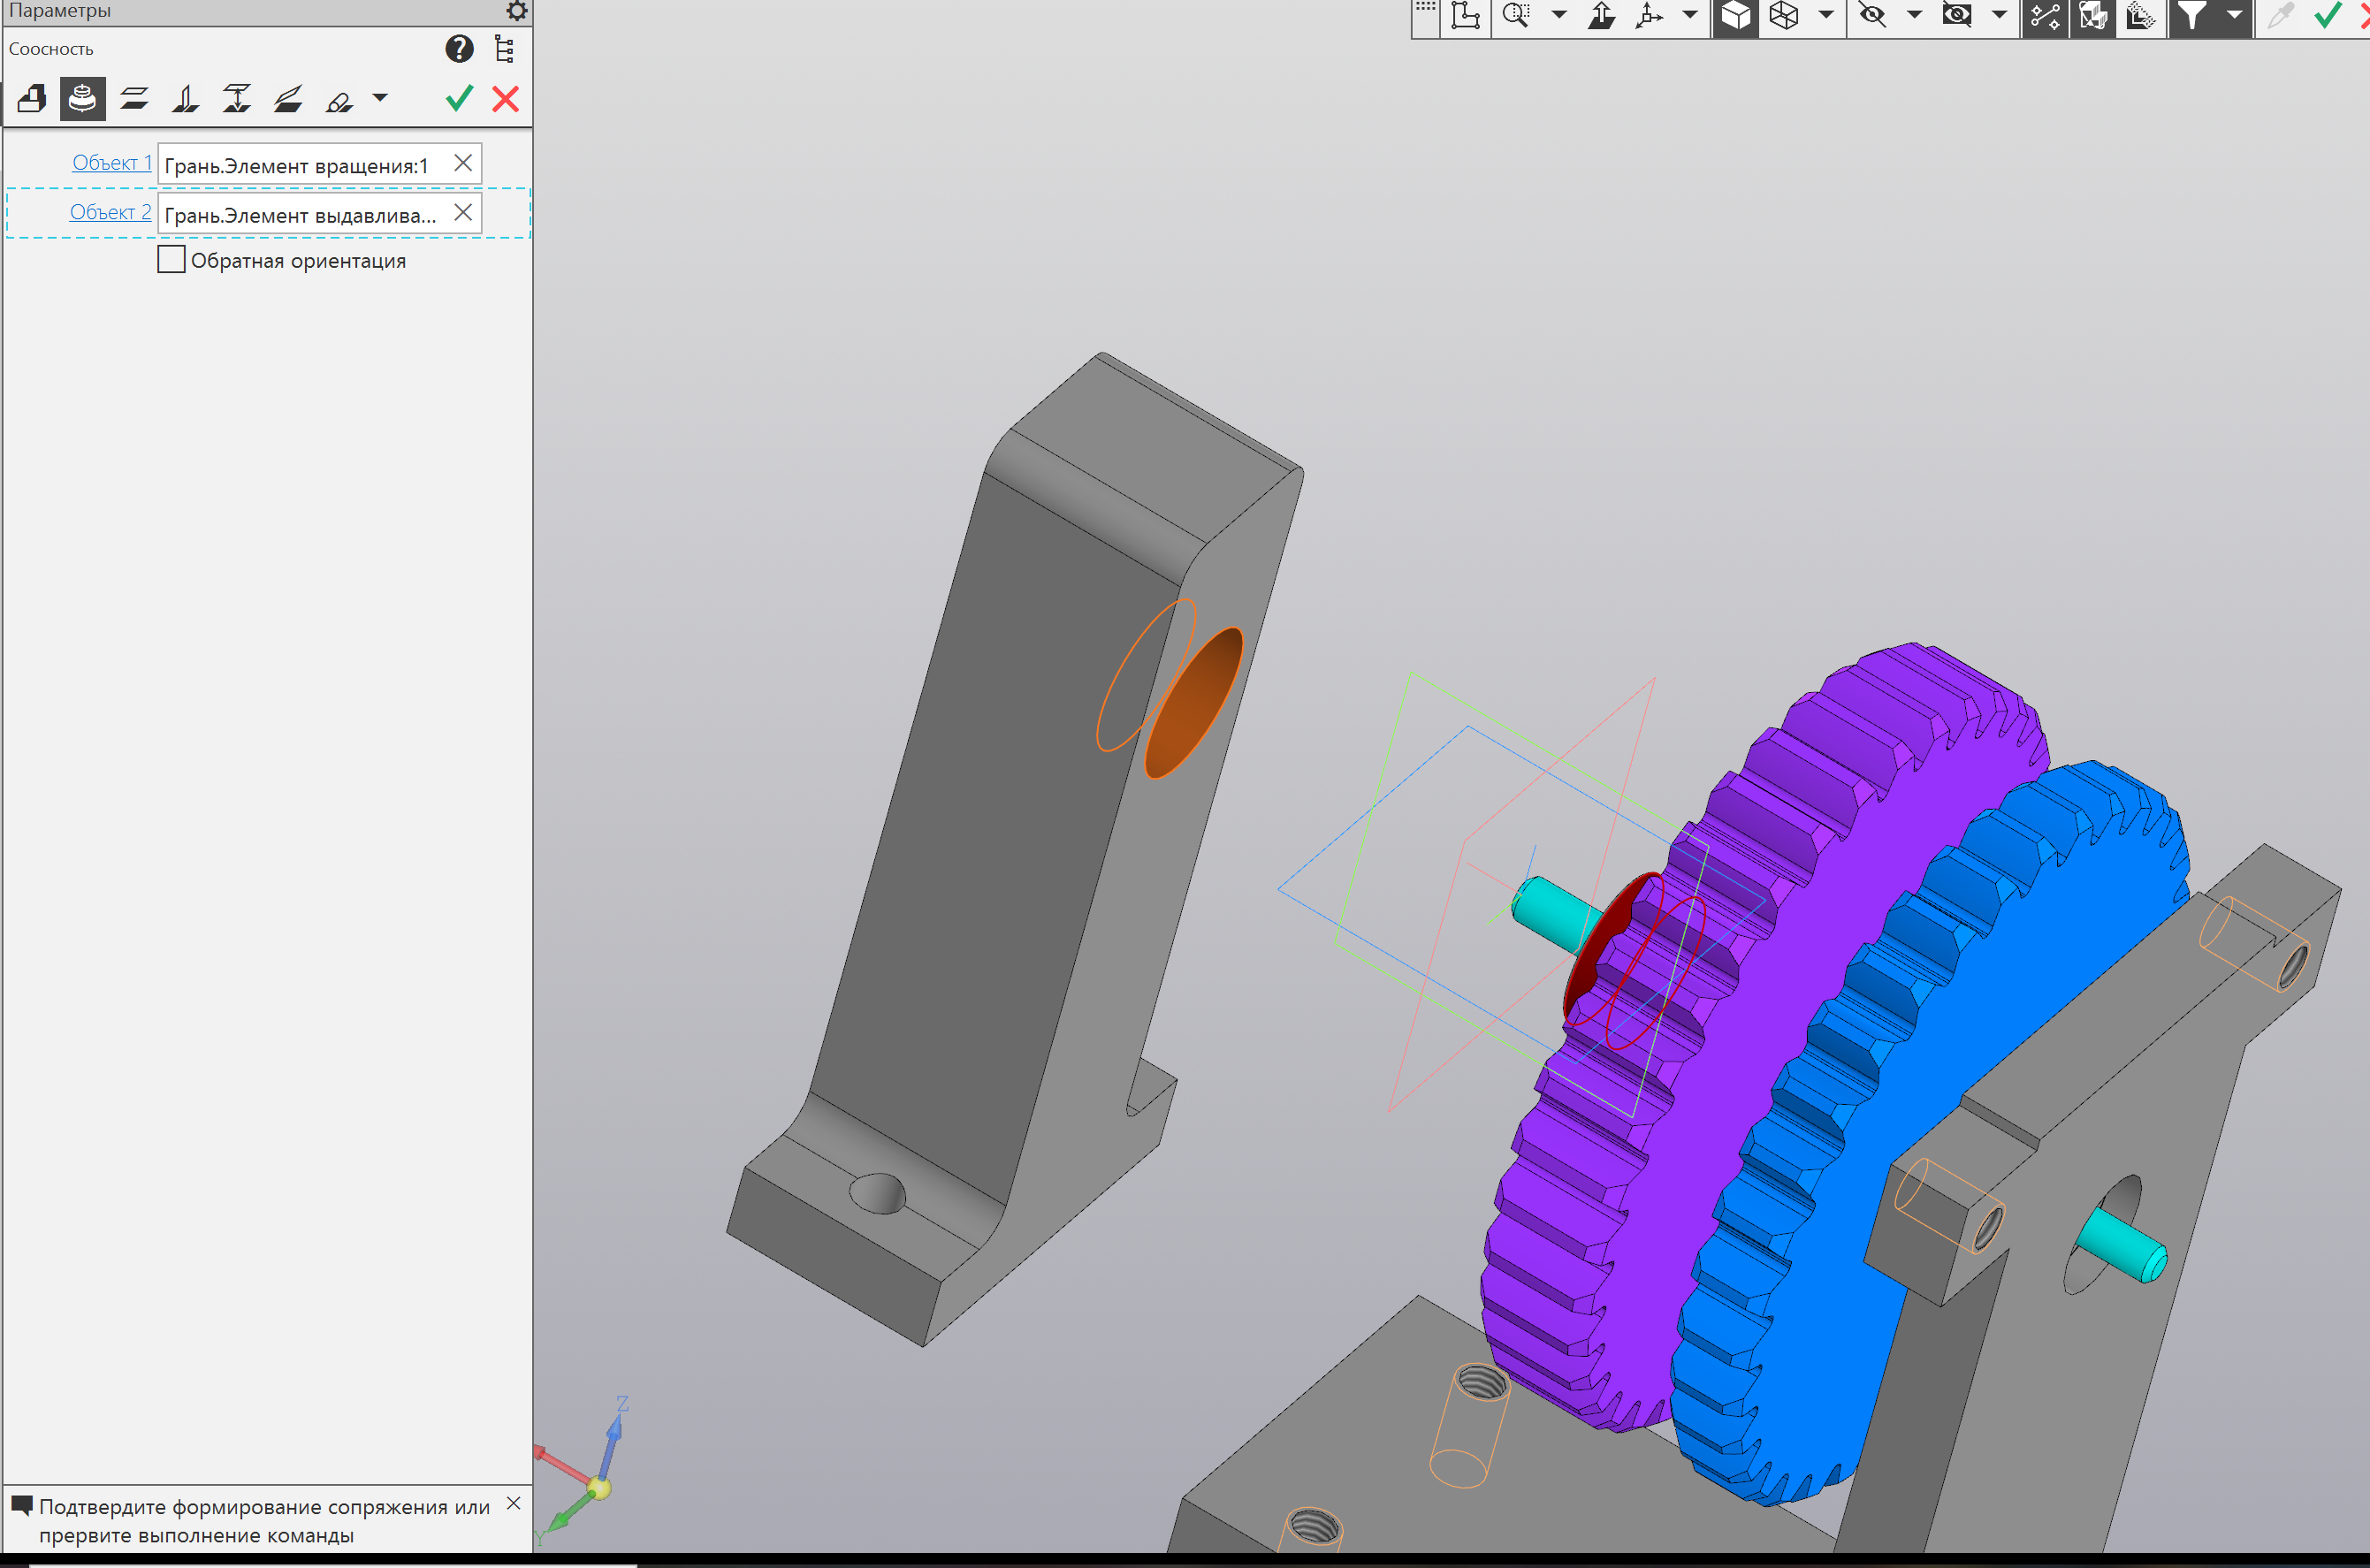 Параметры
Соосность
Объект 1 Грань.Элемент вращения:1
Объект 2 Грань.Элемент выдавлива...
Обратная ориентация
Z
Y
Подтвердите формирование сопряжения или
прервите выполнение команды